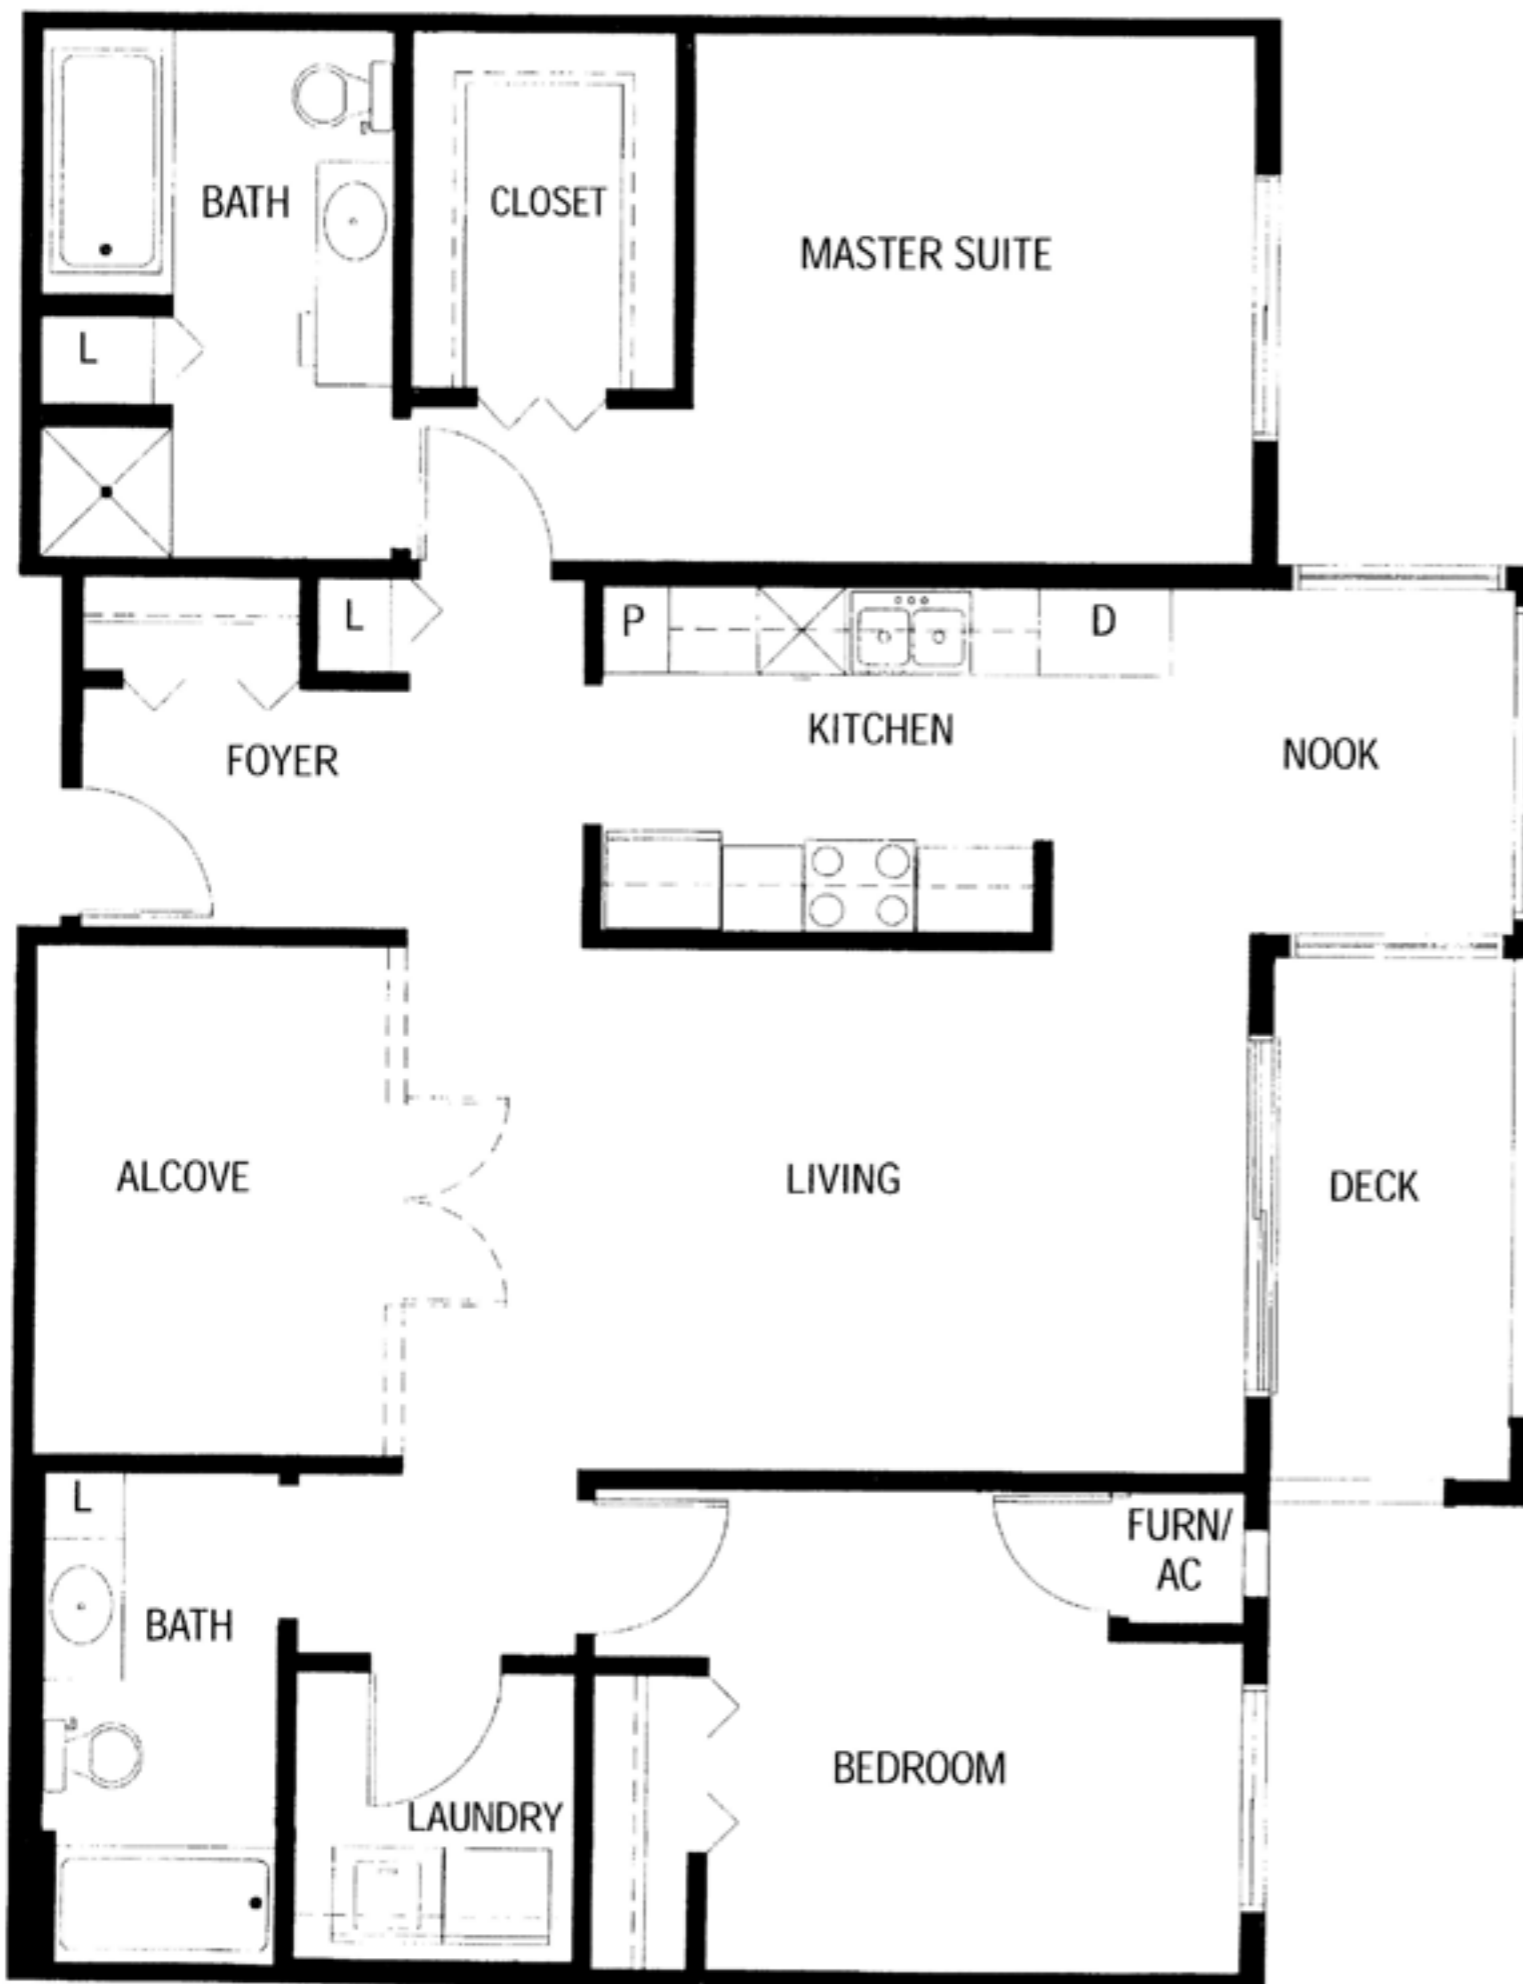 BATH
CLOSET
MASTER SUITE
L
L
P
D
KITCHEN
NOOK
FOYER
ALCOVE
LIVING
DECK
L
FURN/
AC
BATH
BEDROOM
LAUNDRY